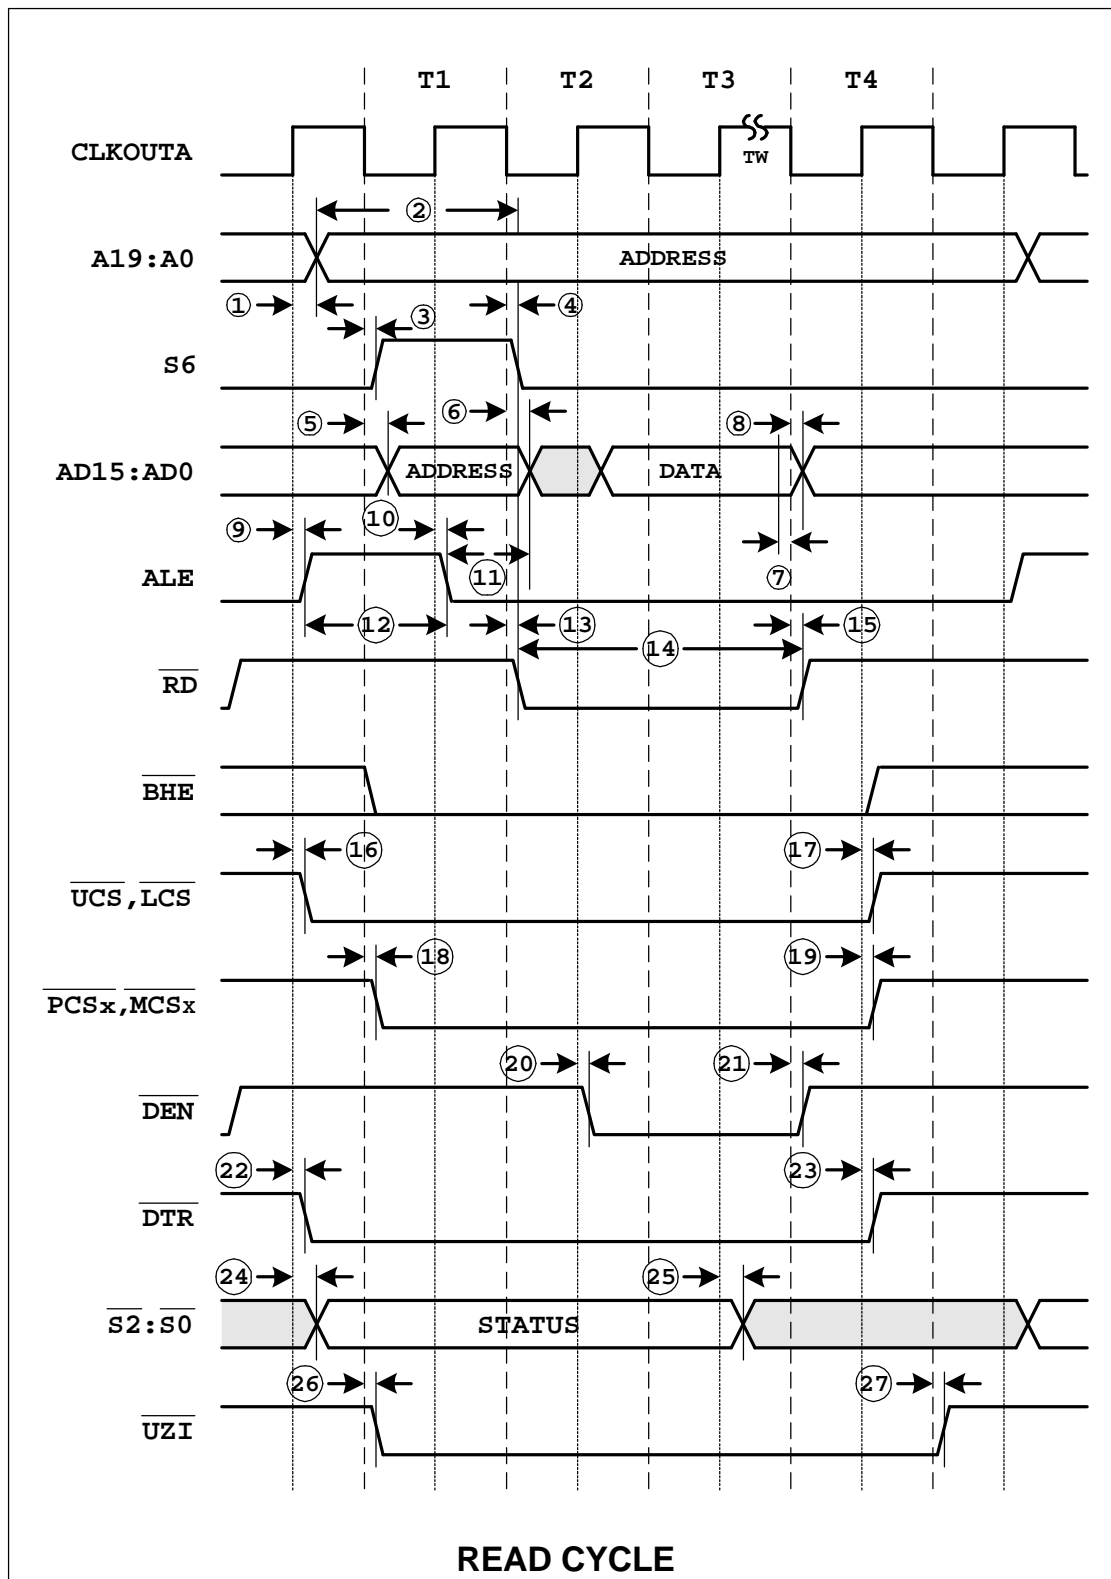 T1 T2 T3 T4
CLKOUTA
TW
2
A19:A0 ADDRESS
1 3 4
S6
5 6 8
AD15:AD0 ADDRESS DATA
9 10
ALE 11 7
12 13 15
14
RD
BHE
16 17
UCS,LCS
18 19
PCSx,MCSx
20 21
DEN
22 23
DTR
24 25
S2:S0 STATUS
26 27
UZI
READ CYCLE